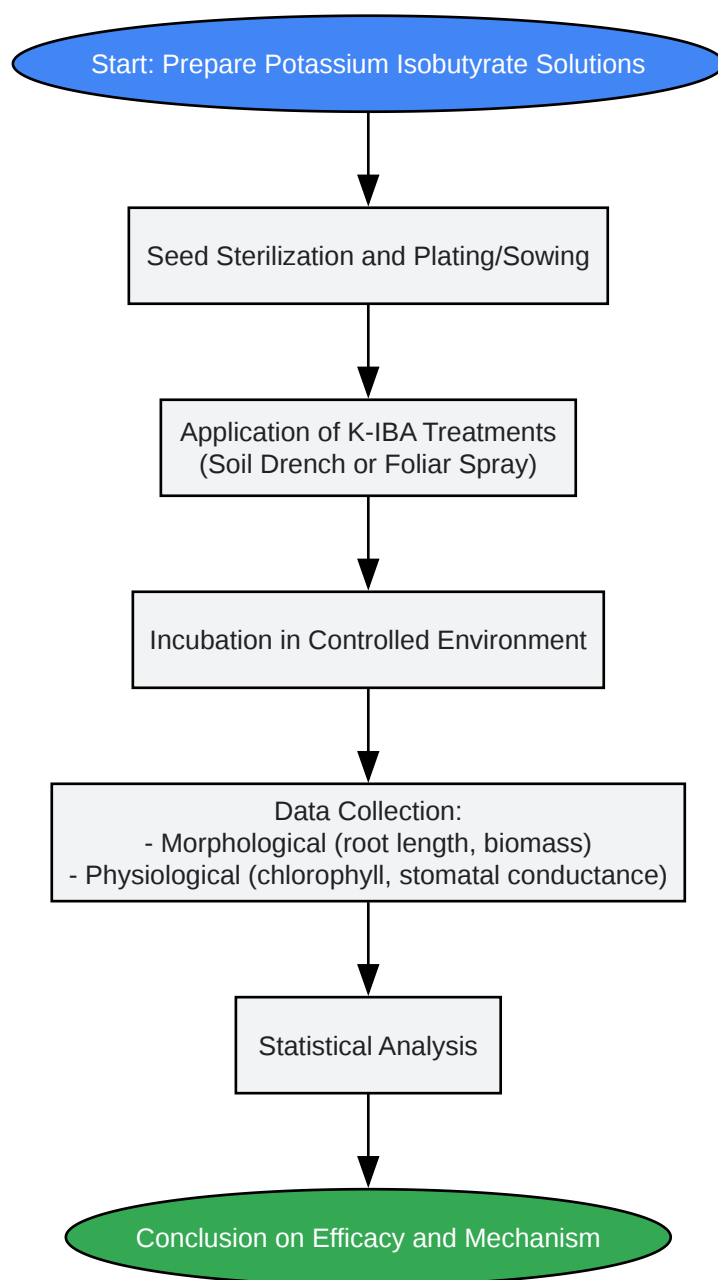 Start: Prepare Potassium Isobutyrate Solutions
Seed Sterilization and Plating/Sowing
Application of K-IBA Treatments
(Soil Drench or Foliar Spray)
Incubation in Controlled Environment
Data Collection:
- Morphological (root length, biomass)
- Physiological (chlorophyll, stomatal conductance)
Statistical Analysis
Conclusion on Efficacy and Mechanism